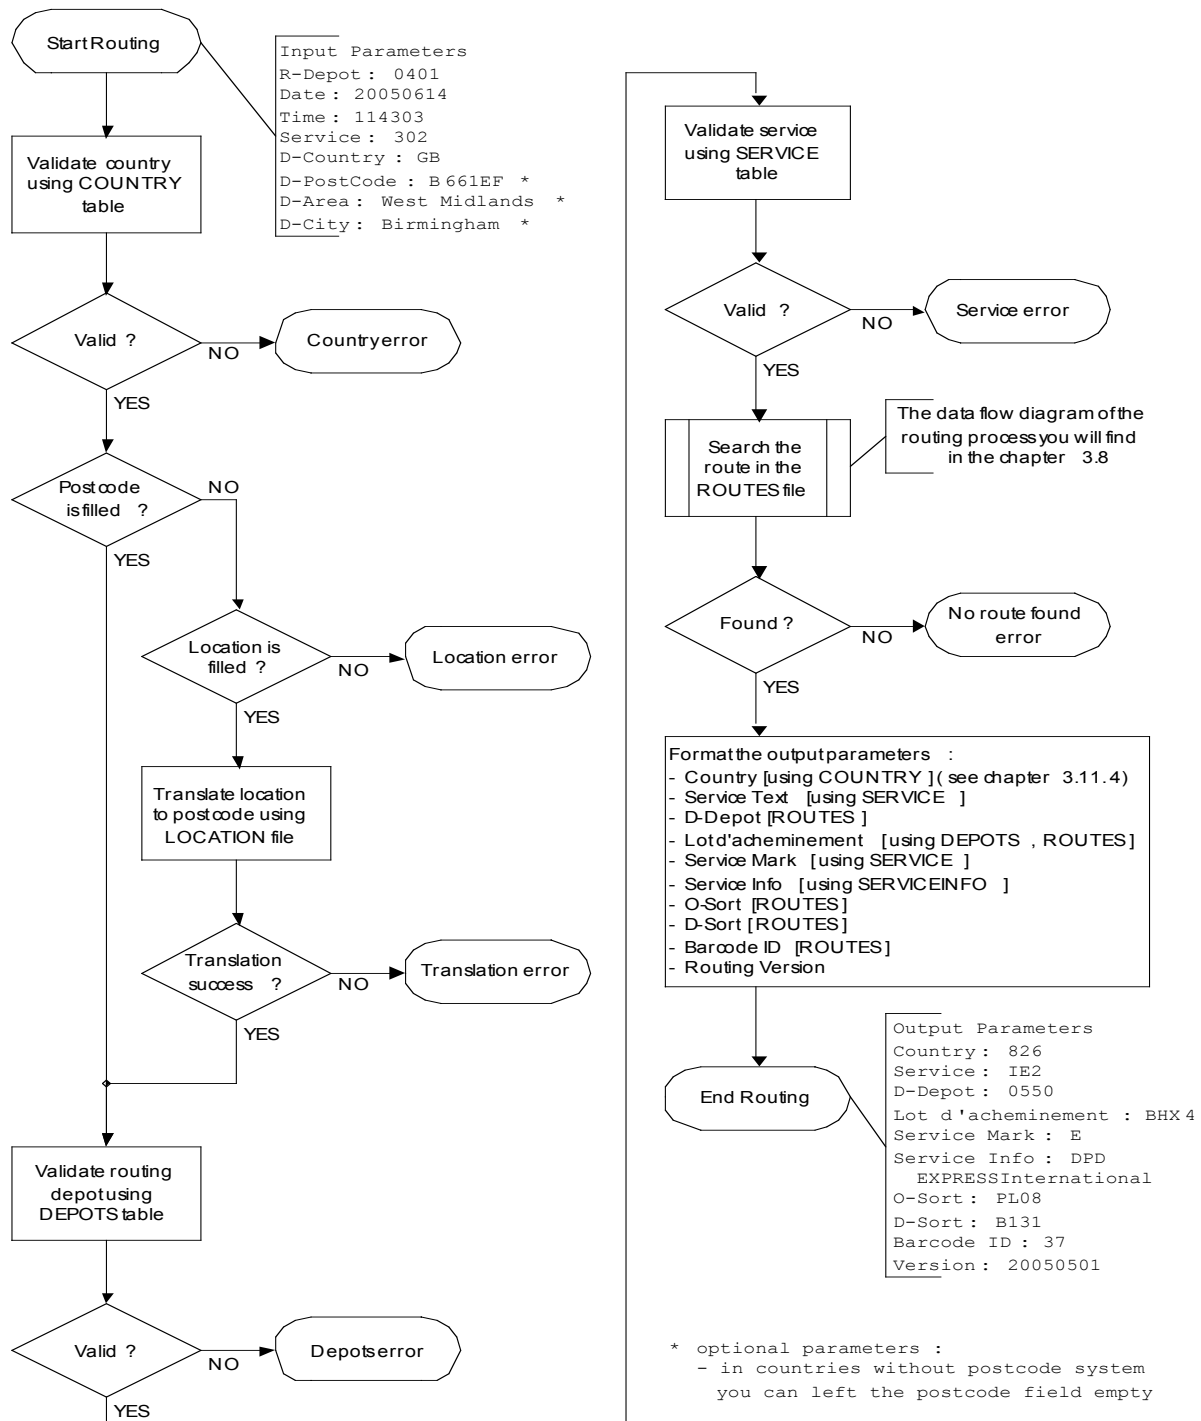 Start Routing
Input Parameters
R-Depot : 0401
Date : 20050614
Time : 114303
Service : 302
D-Country : GB
D-PostCode : B 661EF *
D-Area : West Midlands *
D-City : Birmingham *
Validate country
using COUNTRY
table
Valid ?
NO
Country error
YES
Postcode
is filled ?
NO
YES
Location is
filled ?
NO
Location error
YES
Translate location
to postcode using
LOCATION file
Translation
success ?
NO
Translation error
YES
Validate routing
depot using
DEPOTS table
Valid ?
NO
Depots error
YES
Validate service
using SERVICE
table
Valid ?
NO
Service error
YES
Search the
route in the
ROUTES file
The data flow diagram of the
routing process you will find
in the chapter 3.8
Found ?
NO
No route found
error
YES
Format the output parameters :
- Country [using COUNTRY ] ( see chapter 3.11.4)
- Service Text [using SERVICE ]
- D-Depot [ROUTES ]
- Lot d'acheminement [using DEPOTS , ROUTES]
- Service Mark [using SERVICE ]
- Service Info [using SERVICEINFO ]
- O-Sort [ROUTES]
- D-Sort [ROUTES]
- Barcode ID [ROUTES]
- Routing Version
End Routing
Output Parameters
Country : 826
Service : IE2
D-Depot : 0550
Lot d'acheminement : BHX 4
Service Mark : E
Service Info : DPD
EXPRESSInternational
O-Sort : PL08
D-Sort : B131
Barcode ID : 37
Version : 20050501
* optional parameters :
- in countries without postcode system
you can left the postcode field empty